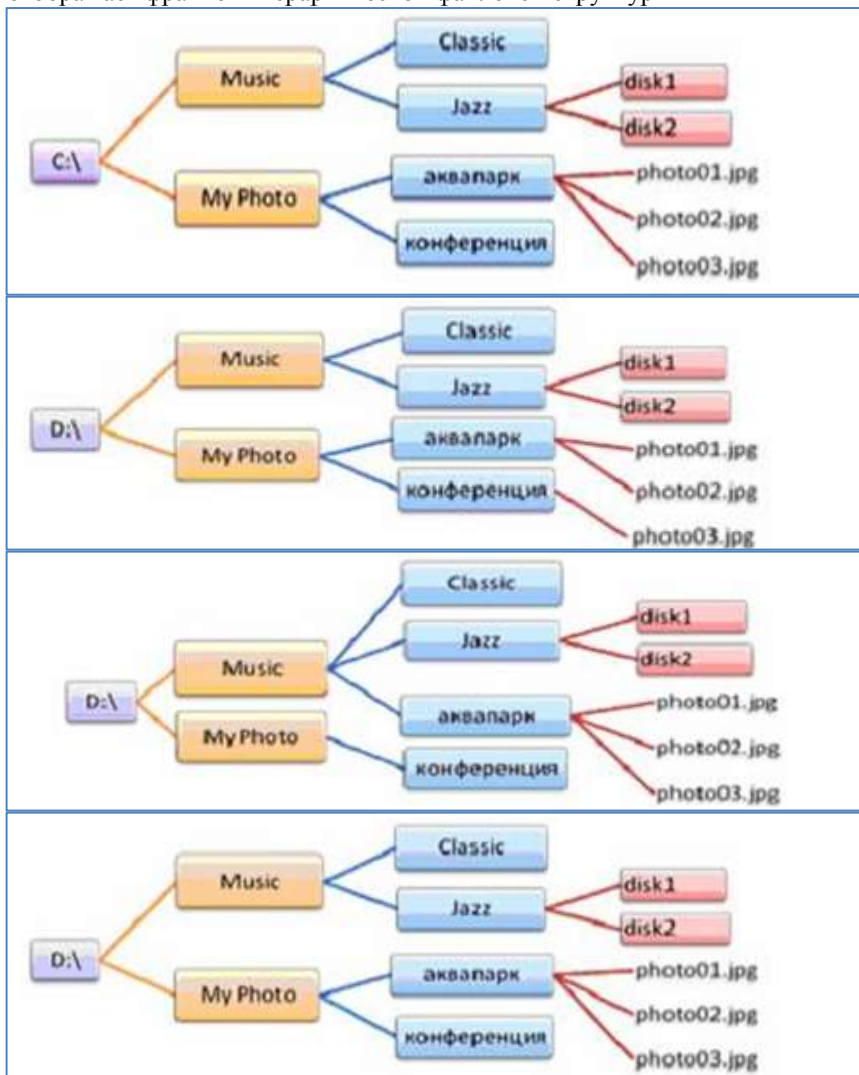 Classic
Music
disk1
Jazz
disk2
C:\
photo01.jpg
аквапарк
My Photo
photo02.jpg
конференция
photo03.jpg
Classic
Music
disk1
Jazz
disk2
D:\
аквапарк
photo01.jpg
My Photo
photo02.jpg
конференция
photo03.jpg
Classic
disk1
Jazz
disk2
Music
D:\
photo01.jpg
аквапарк
My Photo
photo02.jpg
конференция
photo03.jpg
Classic
Music
disk1
Jazz
disk2
D:\
photo01.jpg
аквапарк
My Photo
photo02.jpg
конференция
photo03.jpg